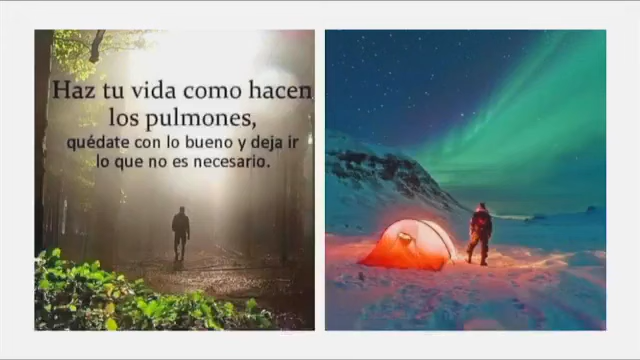 Haz tu vida como hacen
los pulmones,
quédate con lo bueno y deja ir
lo que no es necesario.